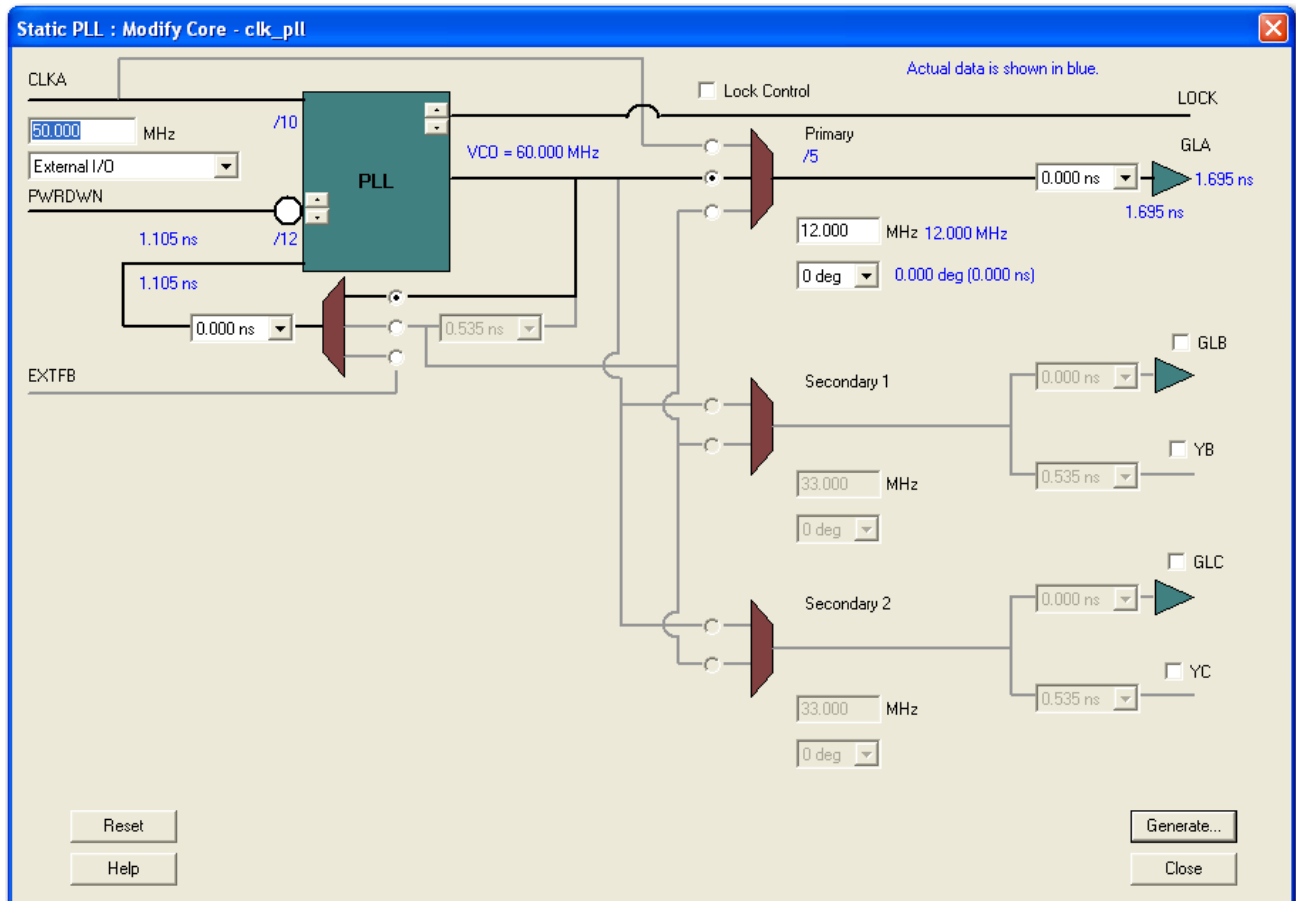 Static PLL : Modify Core - clk_pll
Actual data is shown in blue.
CLKA
Lock Control
LOCK
50.000 MHz
/10
External I/O
PLL
VCO = 60.000 MHz
Primary
/5
GLA
0.000 ns
1.695 ns
1.695 ns
PWRDWN
1.105 ns
/12
12.000 MHz 12.000 MHz
0 deg 0.000 deg (0.000 ns)
1.105 ns
0.000 ns
0.535 ns
EXTFB
GLB
Secondary 1
0.000 ns
YB
0.535 ns
33.000 MHz
0 deg
GLC
Secondary 2
0.000 ns
YC
0.535 ns
33.000 MHz
0 deg
Reset
Generate...
Help
Close